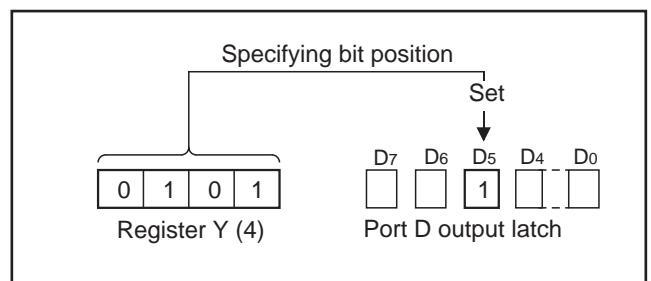 Specifying bit position
Set
D7 D6 D5 D4 D0
0 1 0 1
1
Register Y (4)
Port D output latch